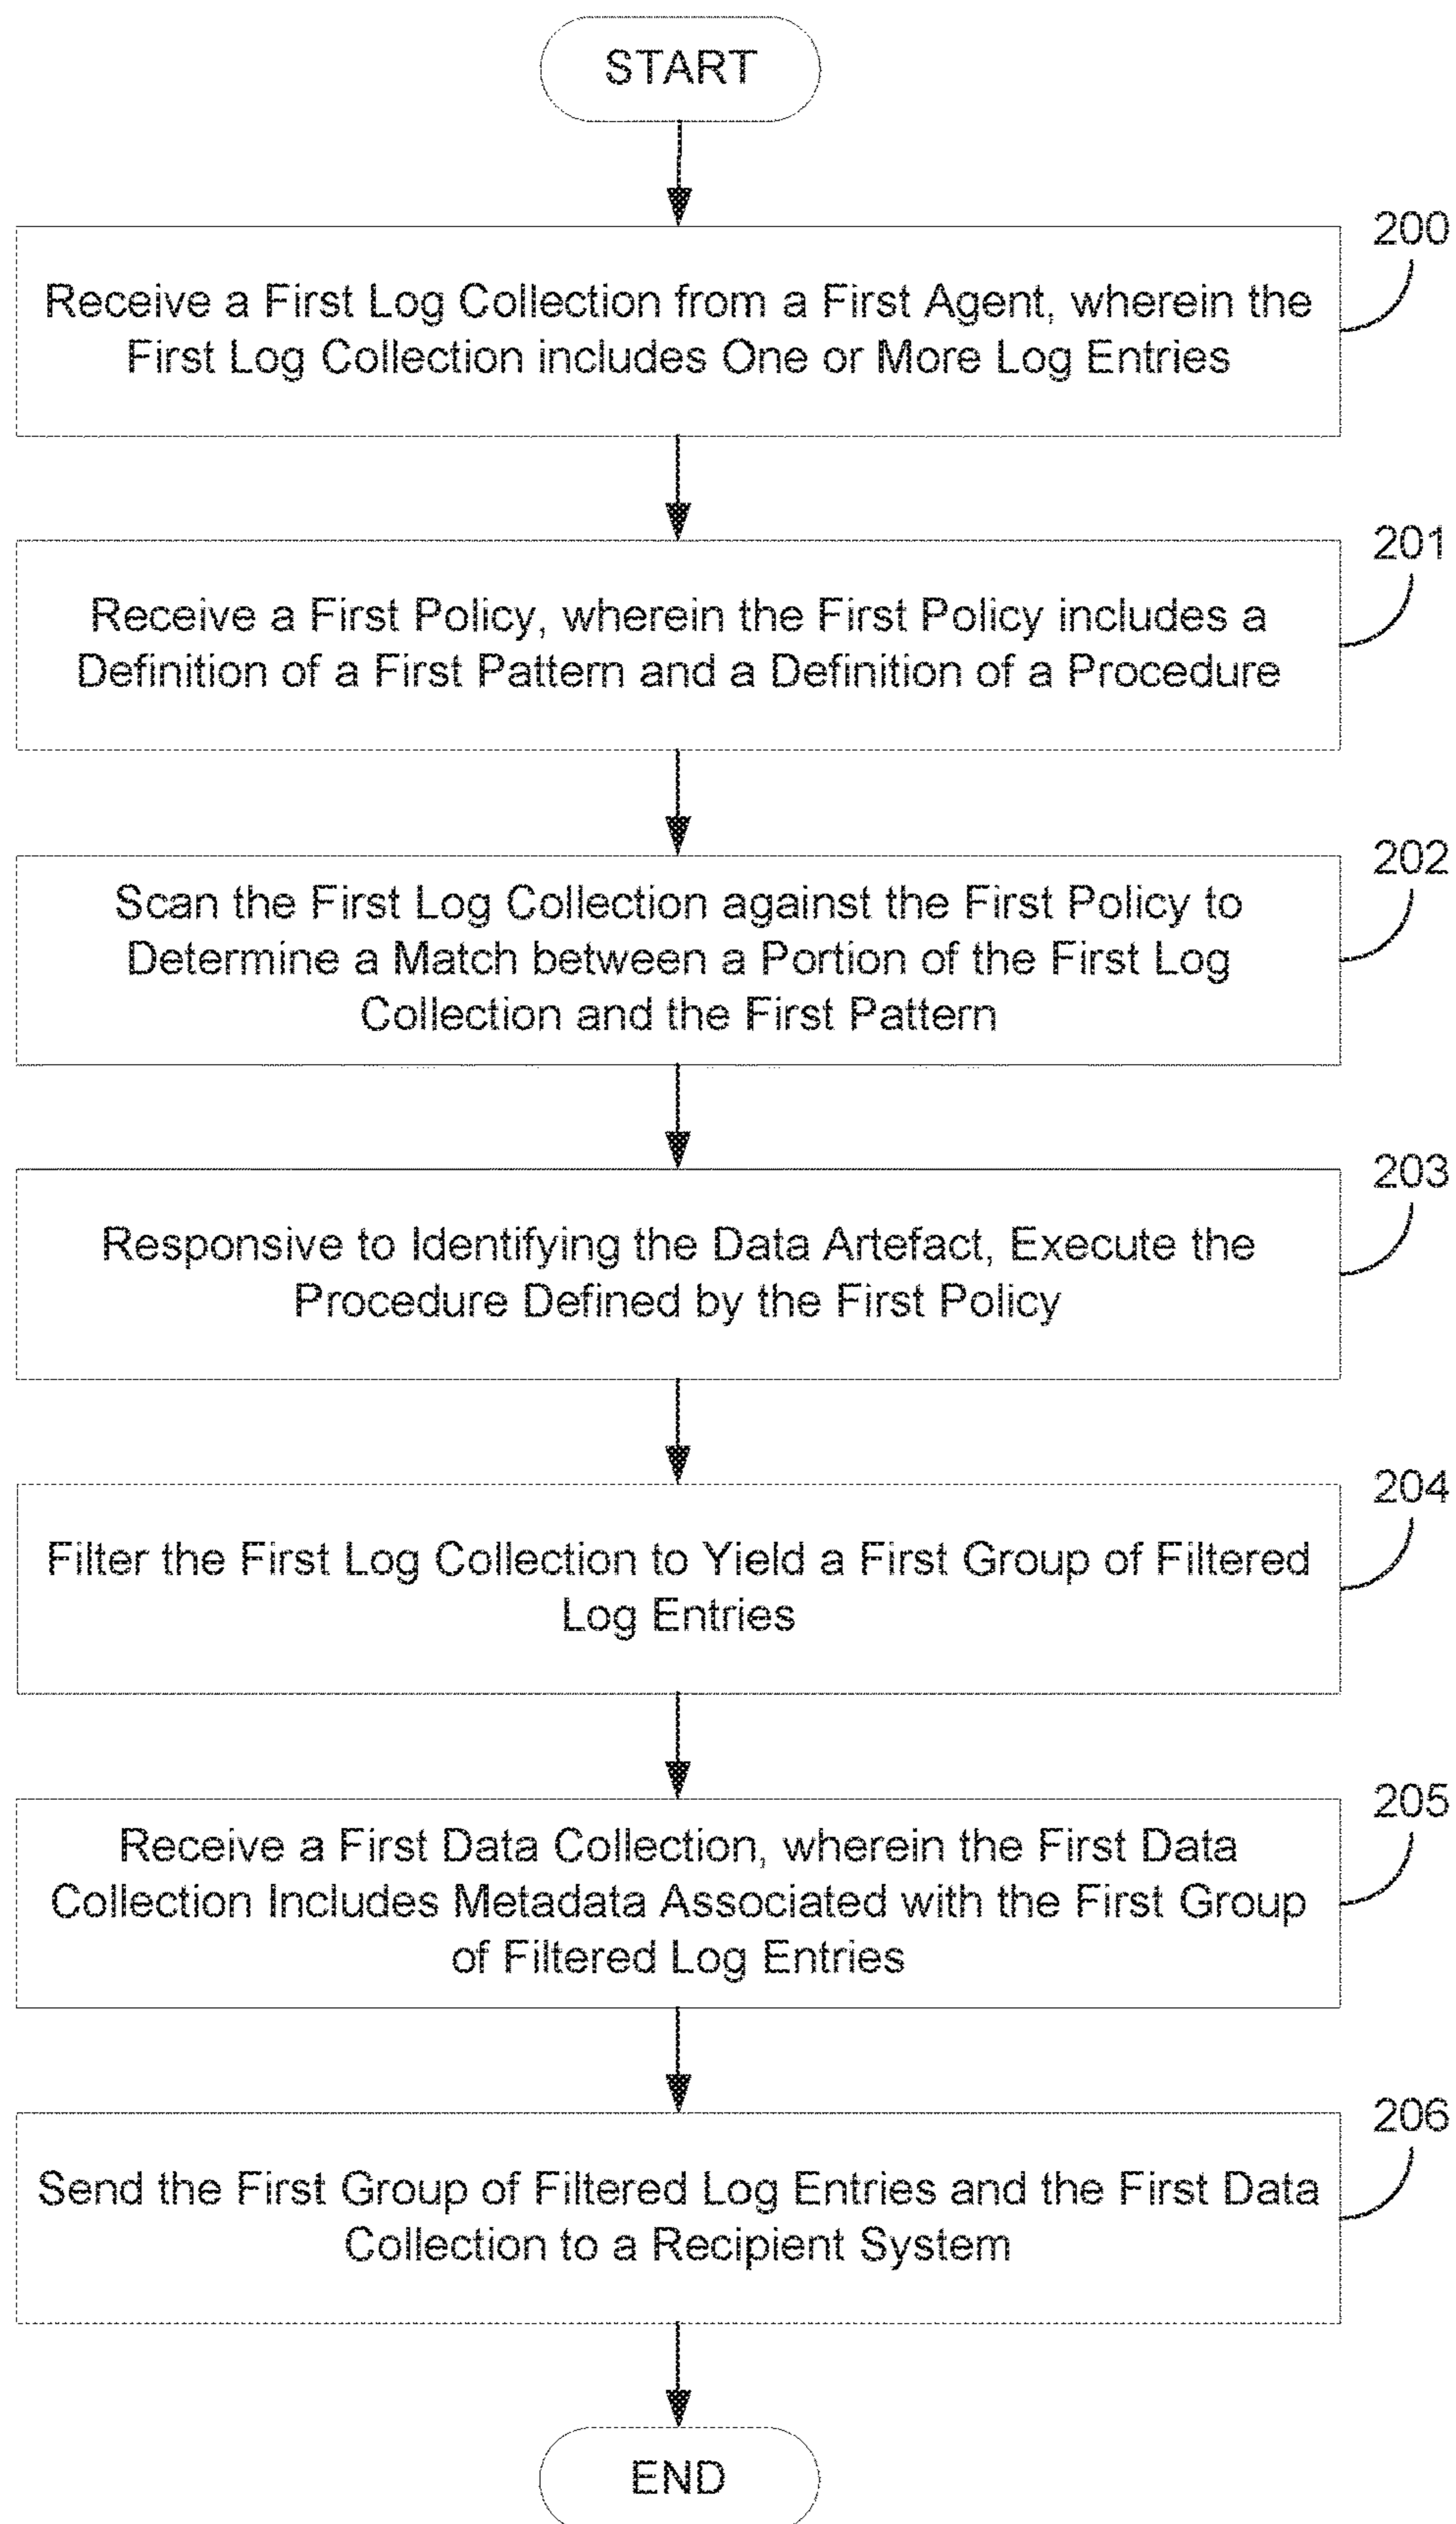 START
200
Receive a First Log Collection from a First Agent, wherein the
First Log Collection includes One or More Log Entries
201
Receive a First Policy, wherein the First Policy includes a
Definition of a First Pattern and a Definition of a Procedure
202
Scan the First Log Collection against the First Policy to
Determine a Match between a Portion of the First Log
Collection and the First Pattern
203
Responsive to Identifying the Data Artefact, Execute the
Procedure Defined by the First Policy
204
Filter the First Log Collection to Yield a First Group of Filtered
Log Entries
205
Receive a First Data Collection, wherein the First Data
Collection Includes Metadata Associated with the First Group
of Filtered Log Entries
206
Send the First Group of Filtered Log Entries and the First Data
Collection to a Recipient System
END